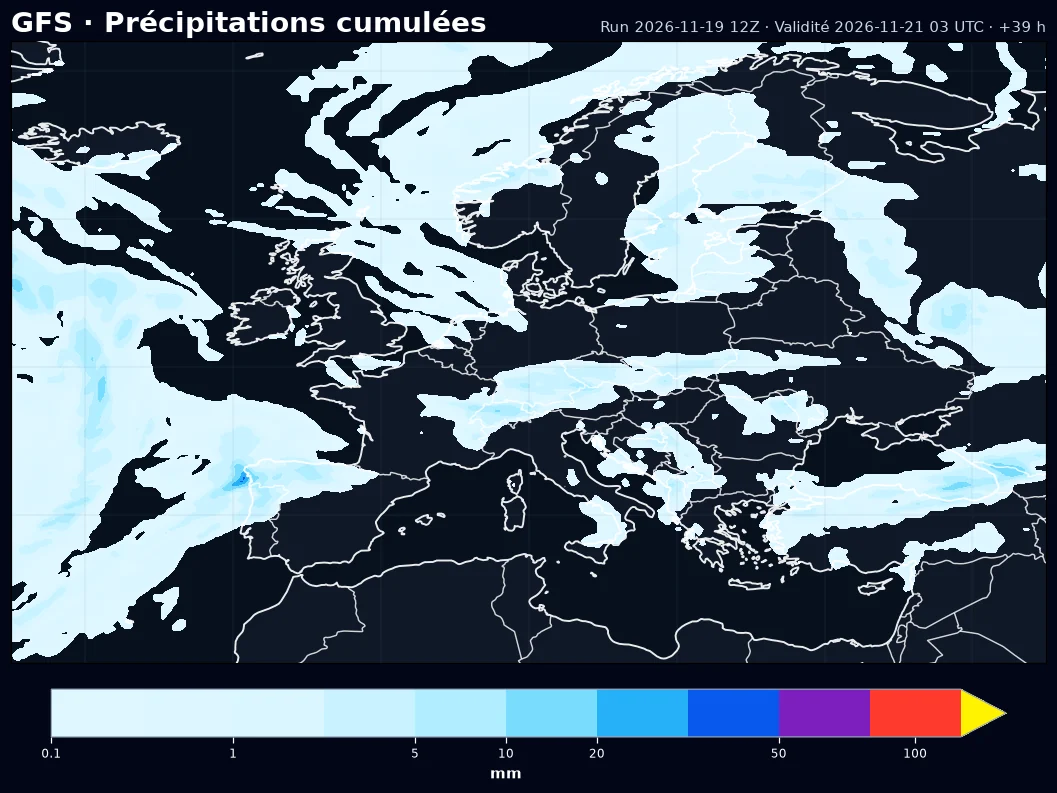 GFS · Précipitations cumulées
Run 2026-11-19 12Z · Validité 2026-11-21 03 UTC · +39 h
0.1 1 5 10 20 50 100
mm